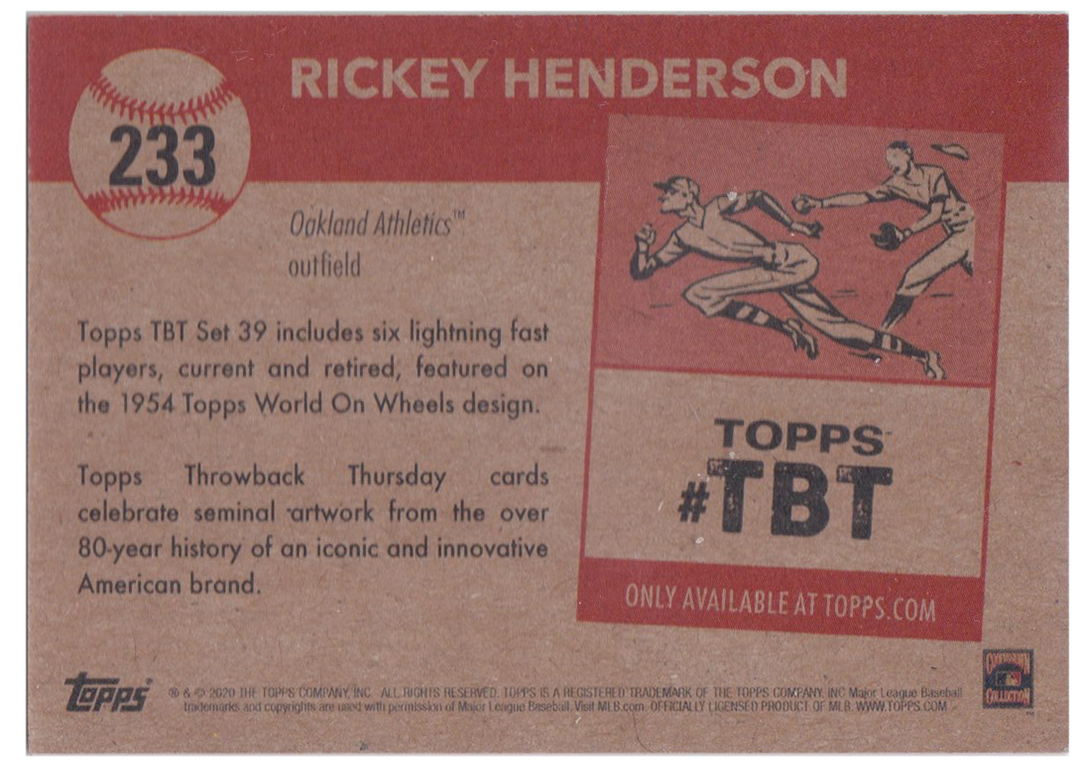 RICKEY HENDERSON
233
Oakland Athletics™
outfield
Topps TBT Set 39 includes six lightning fast
players, current and retired, featured on
the 1954 Topps World On Wheels design.
Topps Throwback Thursday cards
celebrate seminal artwork from the over
80-year history of an iconic and innovative
American brand.
TOPPS™
#TBT
ONLY AVAILABLE AT TOPPS.COM
topps®
® & © 2020 THE TOPPS COMPANY, INC. ALL RIGHTS RESERVED. TOPPS IS A REGISTERED TRADEMARK OF THE TOPPS COMPANY, INC Major League Baseball
trademarks and copyrights are used with permission of Major League Baseball. Visit MLB.com. OFFICIALLY LICENSED PRODUCT OF MLB. WWW.TOPPS.COM
COOPERSTOWN
COLLECTION
™